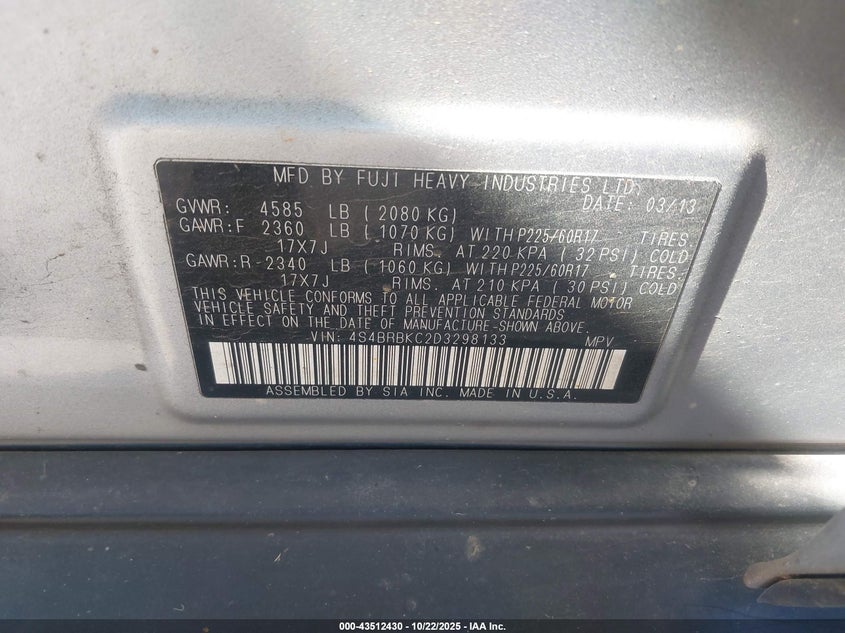 MFD BY FUJI HEAVY INDUSTRIES LTD.
DATE: 03/13
GVWR: 4585 LB ( 2080 KG)
GAWR:F 2360 LB ( 1070 KG) WITH P225/60R17 TIRES,
17X7J RIMS, AT 220 KPA ( 32 PSI) COLD
GAWR:R 2340 LB ( 1060 KG) WITH P225/60R17 TIRES,
17X7J RIMS, AT 210 KPA ( 30 PSI) COLD
THIS VEHICLE CONFORMS TO ALL APPLICABLE FEDERAL MOTOR
VEHICLE SAFETY AND THEFT PREVENTION STANDARDS
IN EFFECT ON THE DATE OF MANUFACTURE SHOWN ABOVE.
VIN: 4S4BRBKC2D3298133 MPV
ASSEMBLED BY SIA INC. MADE IN U.S.A.
000-43512430 - 10/22/2025 - IAA Inc.